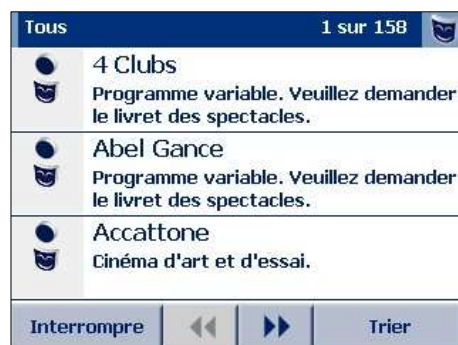 Tous 1 sur 158
4 Clubs
Programme variable. Veuillez demander
le livret des spectacles.
Abel Gance
Programme variable. Veuillez demander
le livret des spectacles.
Accattone
Cinéma d'art et d'essai.
Interrompre Trier